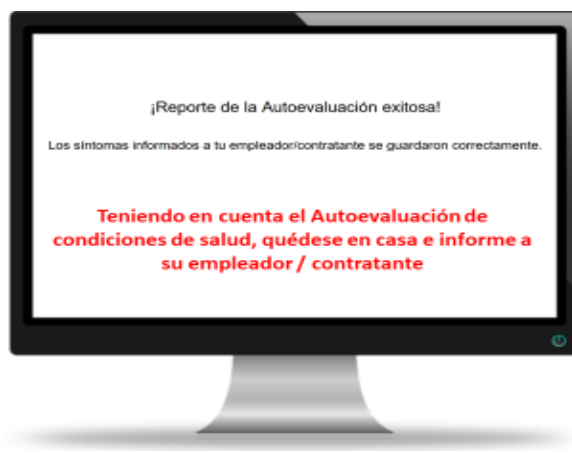 ¡Reporte de la Autoevaluación exitosa!
Los síntomas informados a tu empleador/contratante se guardaron correctamente.
Teniendo en cuenta el Autoevaluación de
condiciones de salud, quédese en casa e informe a
su empleador / contratante